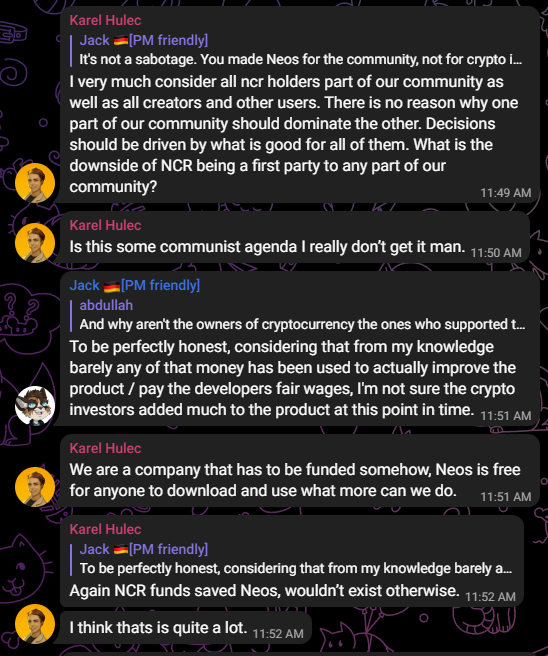 Karel Hulec
Jack 🇩🇪[PM friendly]
It's not a sabotage. You made Neos for the community, not for crypto i...
I very much consider all ncr holders part of our community as
well as all creators and other users. There is no reason why one
part of our community should dominate the other. Decisions
should be driven by what is good for all of them. What is the
downside of NCR being a first party to any part of our
community?
11:49 AM
Karel Hulec
Is this some communist agenda I really don't get it man. 11:50 AM
Jack 🇩🇪[PM friendly]
abdullah
And why aren't the owners of cryptocurrency the ones who supported t...
To be perfectly honest, considering that from my knowledge
barely any of that money has been used to actually improve the
product / pay the developers fair wages, I'm not sure the crypto
investors added much to the product at this point in time. 11:51 AM
Karel Hulec
We are a company that has to be funded somehow, Neos is free
for anyone to download and use what more can we do. 11:51 AM
Karel Hulec
Jack 🇩🇪[PM friendly]
To be perfectly honest, considering that from my knowledge barely a...
Again NCR funds saved Neos, wouldn't exist otherwise. 11:52 AM
I think thats is quite a lot. 11:52 AM